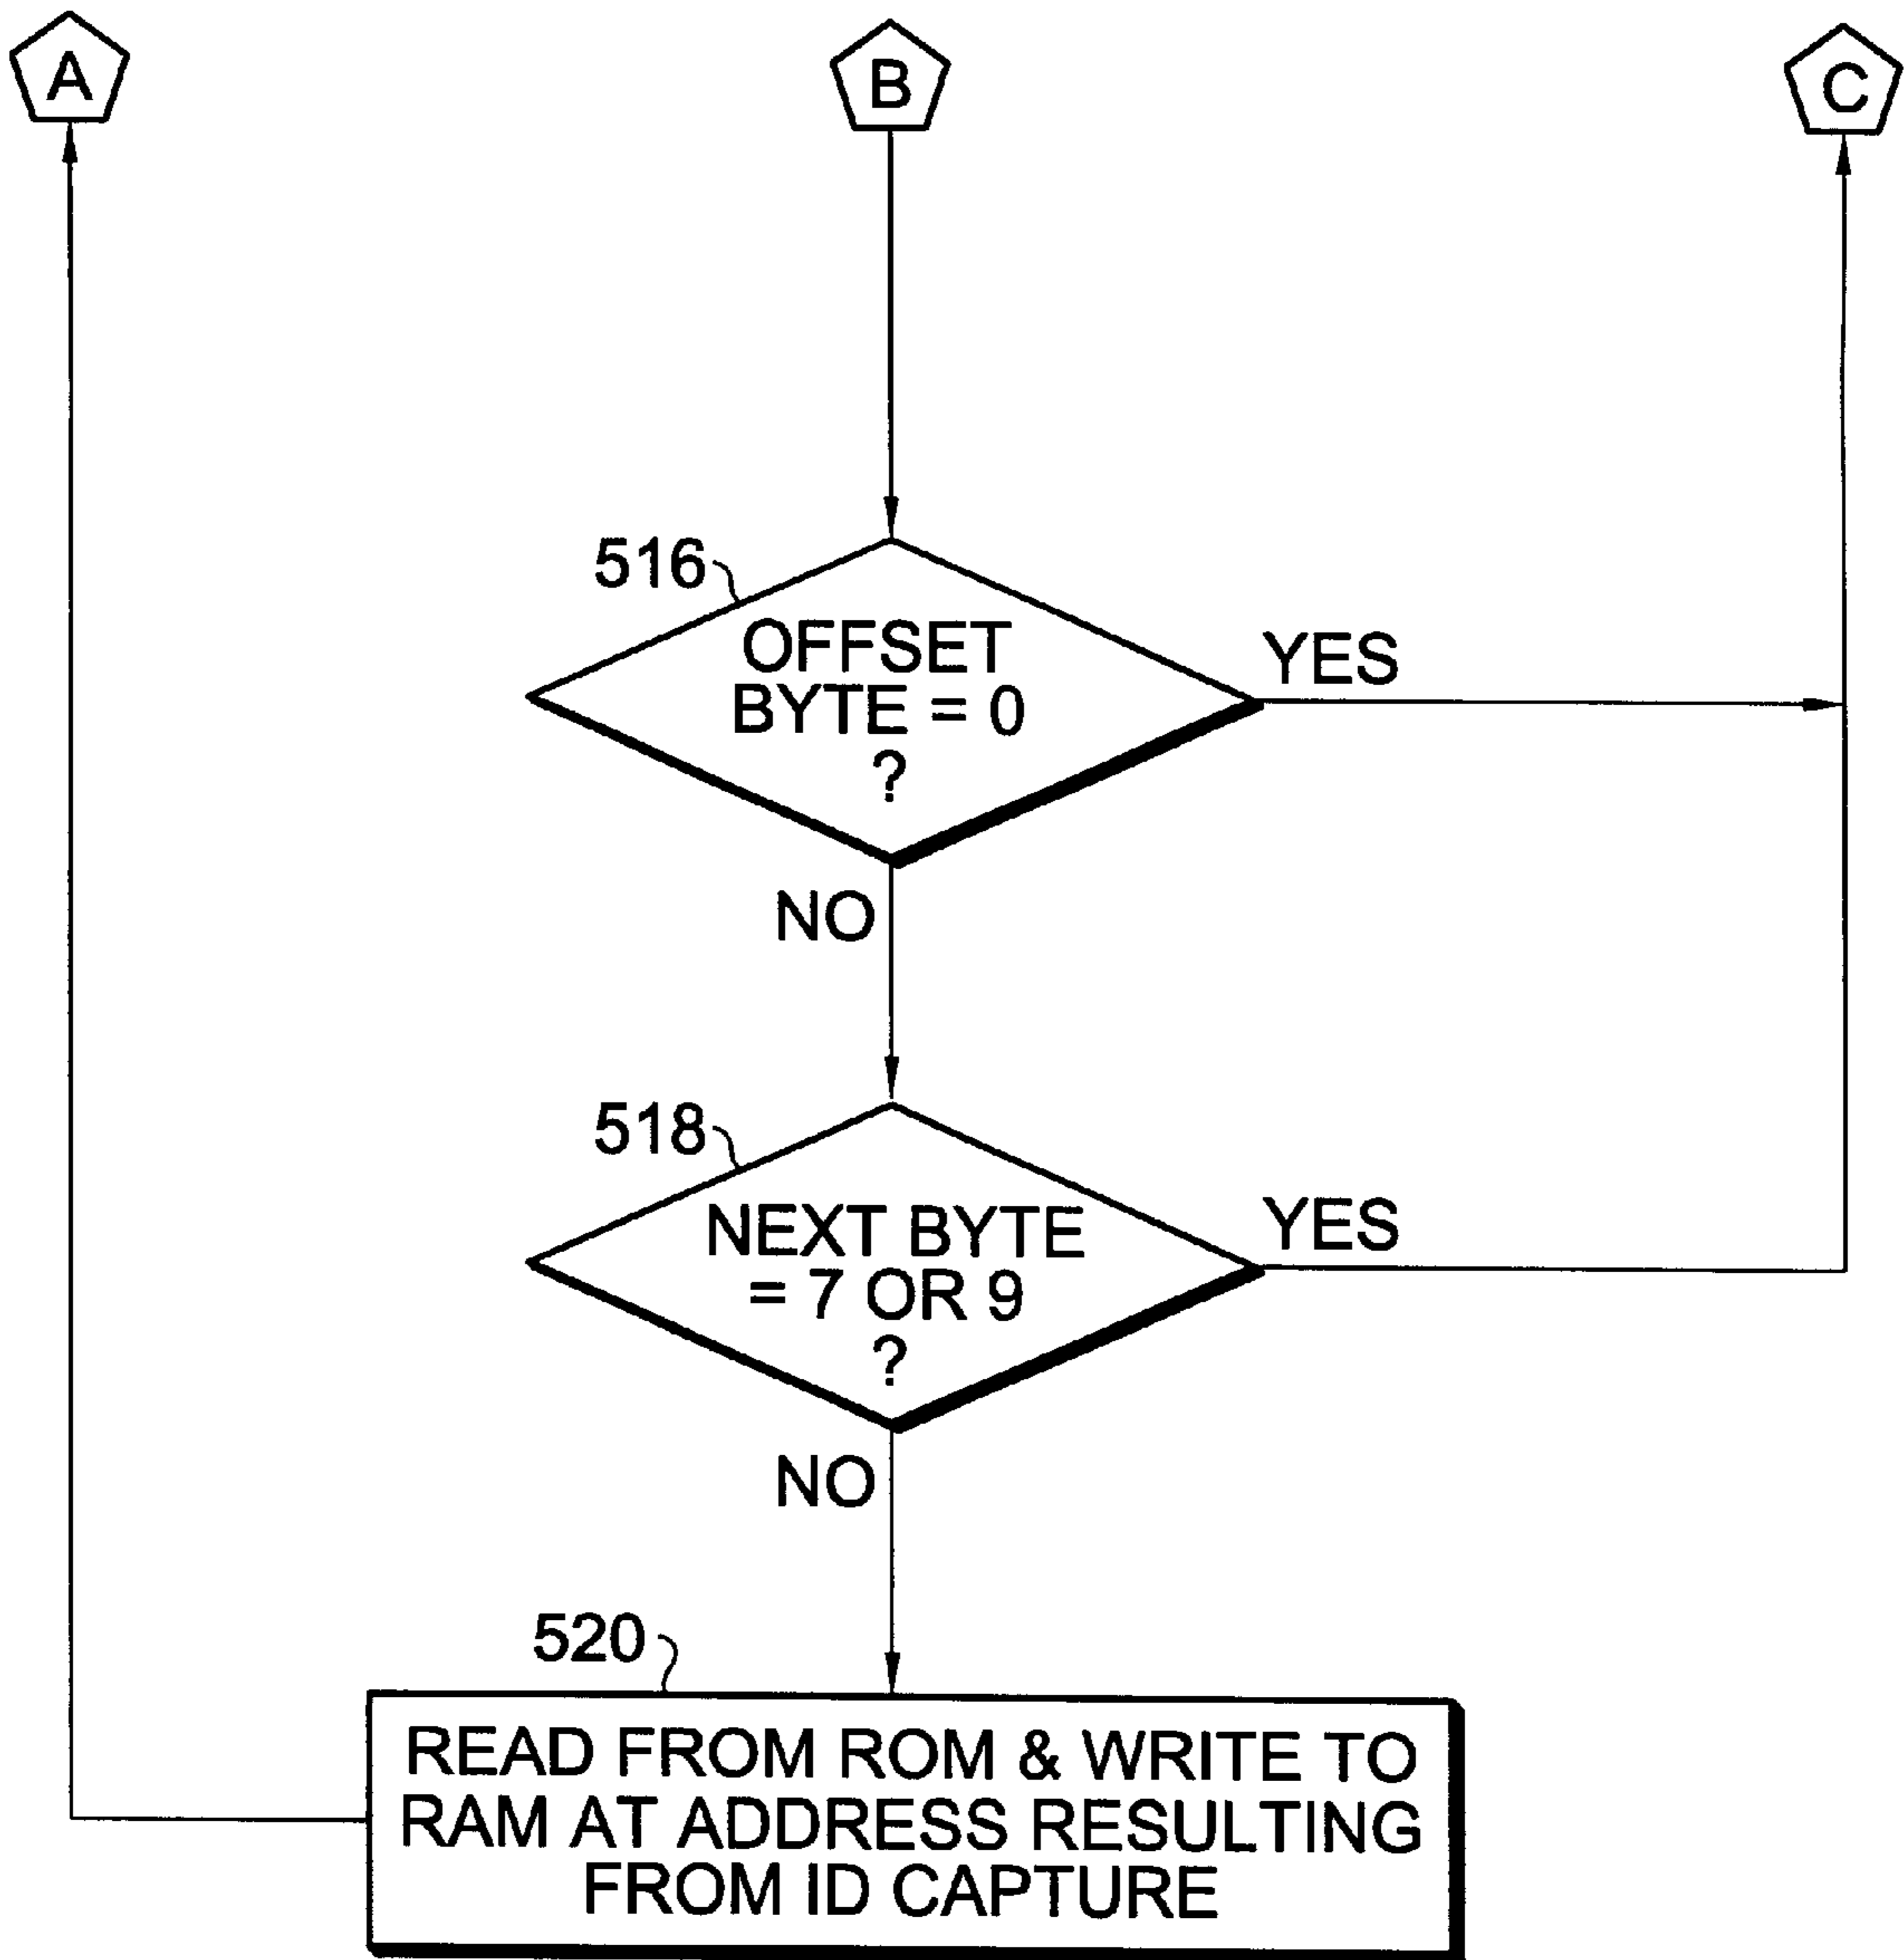 A
B
C
516
OFFSET
BYTE = 0
?
YES
NO
518
NEXT BYTE
= 7 OR 9
?
YES
NO
520
READ FROM ROM & WRITE TO
RAM AT ADDRESS RESULTING
FROM ID CAPTURE